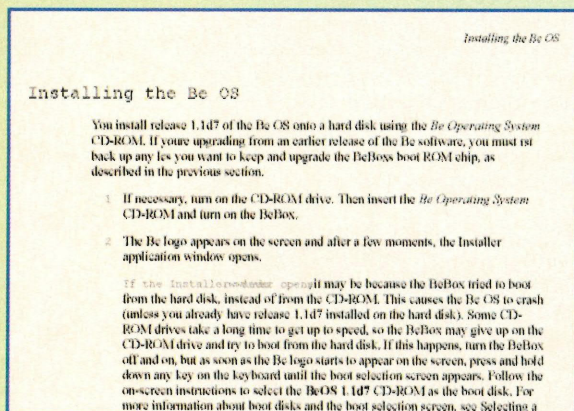 Installing the Be OS
Installing the Be OS
You install release 1.1d7 of the Be OS onto a hard disk using the Be Operating System
CD-ROM. If youre upgrading from an earlier release of the Be software, you must rst
back up any les you want to keep and upgrade the BeBoxs boot ROM chip, as
described in the previous section.
1 If necessary, turn on the CD-ROM drive. Then insert the Be Operating System
CD-ROM and turn on the BeBox.
2 The Be logo appears on the screen and after a few moments, the Installer
application window opens.
If the Installer it may be because the BeBox tried to boot
from the hard disk, instead of from the CD-ROM. This causes the Be OS to crash
(unless you already have release 1.1d7 installed on the hard disk). Some CD-
ROM drives take a long time to get up to speed, so the BeBox may give up on the
CD-ROM drive and try to boot from the hard disk. If this happens, turn the BeBox
off and on, but as soon as the Be logo starts to appear on the screen, press and hold
down any key on the keyboard until the boot selection screen appears. Follow the
on-screen instructions to select the BeOS 1.1d7 CD-ROM as the boot disk. For
more information about boot disks and the boot selection screen, see Selecting a